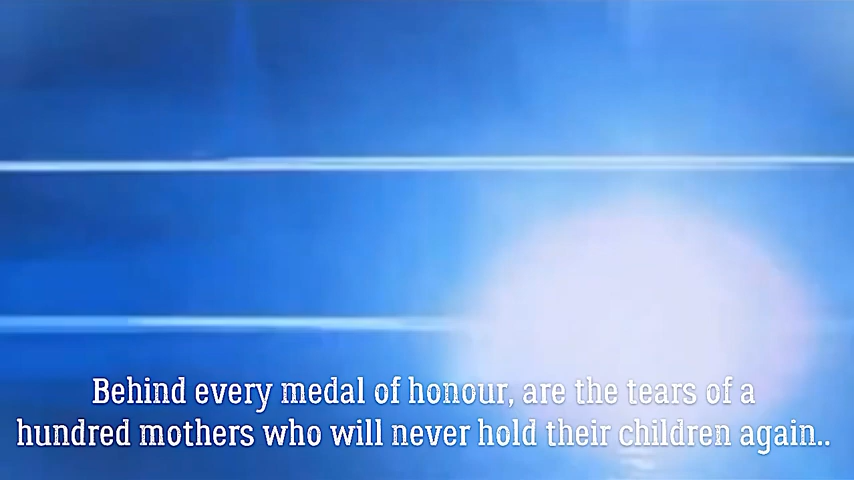 Behind every medal of honour, are the tears of a
hundred mothers who will never hold their children again..